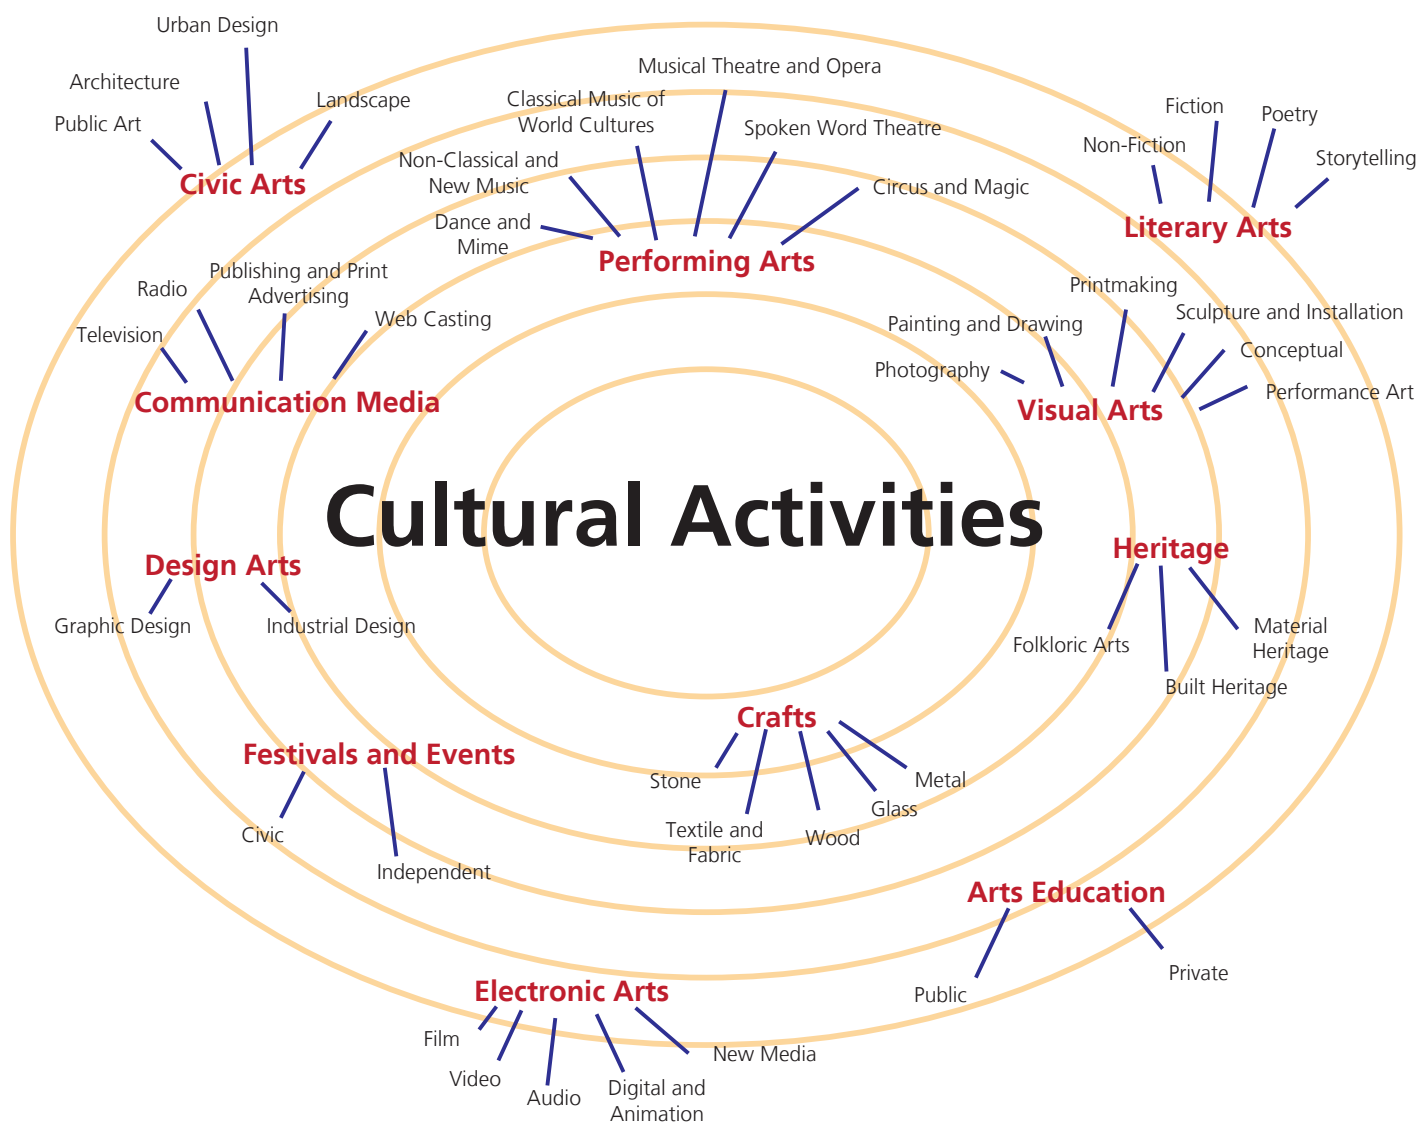 Urban Design
Architecture
Public Art
Landscape
Civic Arts
Musical Theatre and Opera
Classical Music of
World Cultures
Spoken Word Theatre
Non-Classical and
New Music
Circus and Magic
Dance and
Mime
Performing Arts
Fiction
Poetry
Non-Fiction
Storytelling
Literary Arts
Publishing and Print
Advertising
Radio
Web Casting
Television
Communication Media
Printmaking
Sculpture and Installation
Painting and Drawing
Conceptual
Photography
Performance Art
Visual Arts
Cultural Activities
Design Arts
Graphic Design
Industrial Design
Heritage
Folkloric Arts
Material
Heritage
Built Heritage
Festivals and Events
Civic
Independent
Crafts
Stone
Metal
Glass
Textile and
Fabric
Wood
Arts Education
Public
Private
Electronic Arts
Film
Video
Audio
Digital and
Animation
New Media